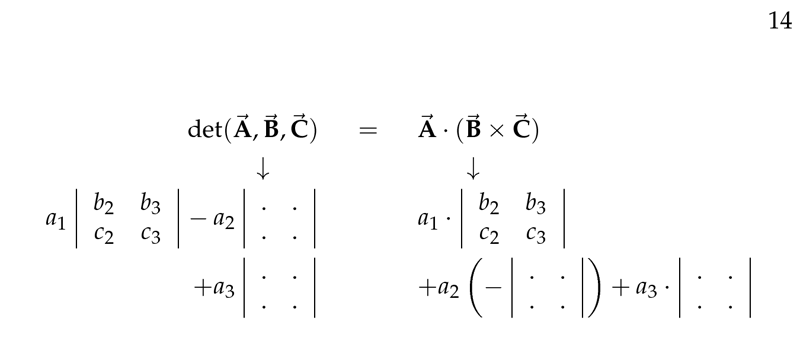 14
det(A⃗, B⃗, C⃗) = A⃗ · (B⃗ × C⃗)
↓ ↓
a₁ | b₂ b₃ | − a₂ | . . | a₁ · | b₂ b₃ |
| c₂ c₃ | | . . | | c₂ c₃ |
+a₃ | . . | +a₂ (− | . . |) + a₃ · | . . |
| . . | | . . | | . . |